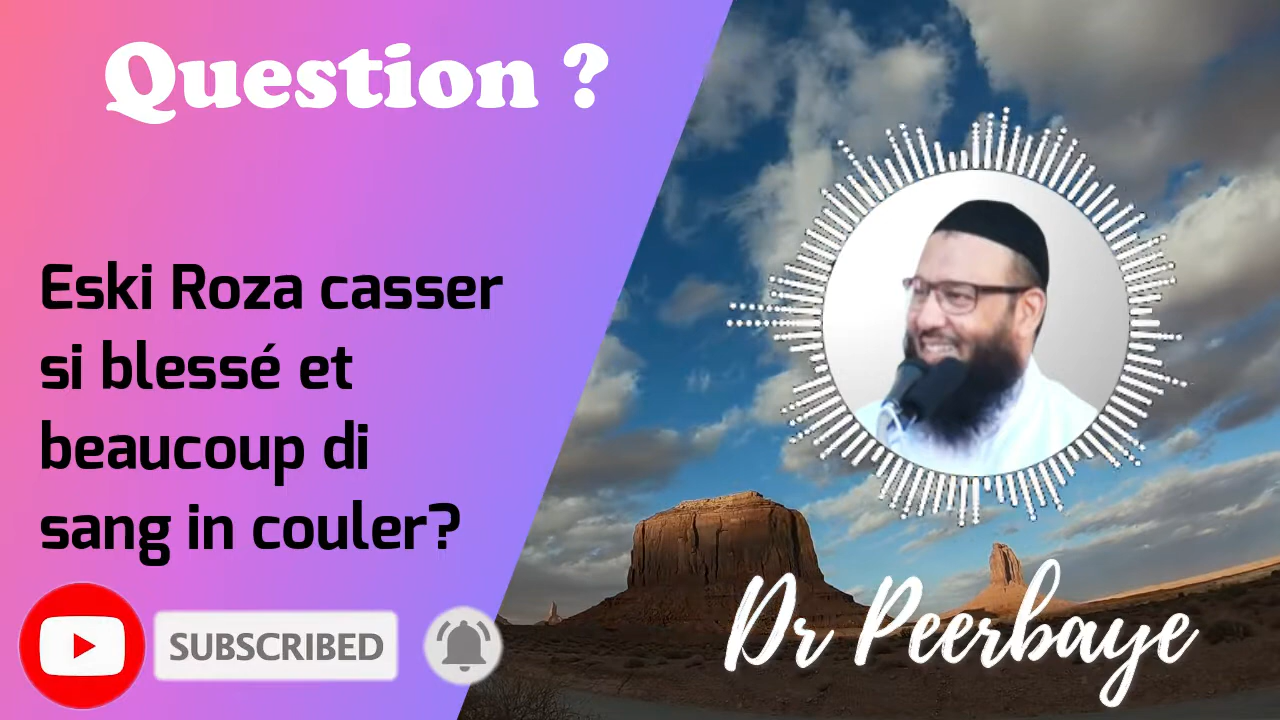 Question ?
Eski Roza casser
si blessé et
beaucoup di
sang in couler?
SUBSCRIBED
Dr Peerbaye